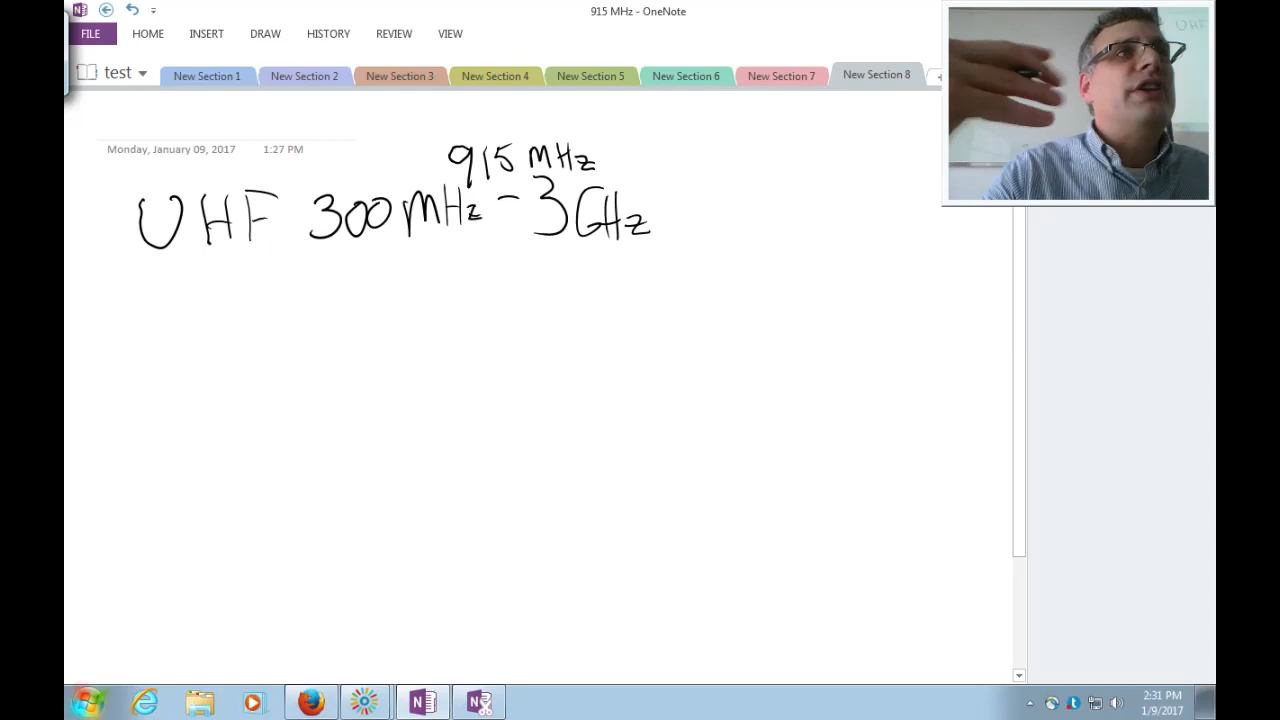 915 MHz - OneNote
FILE HOME INSERT DRAW HISTORY REVIEW VIEW
test New Section 1 New Section 2 New Section 3 New Section 4 New Section 5 New Section 6 New Section 7 New Section 8
Monday, January 09, 2017 1:27 PM
915 MHz
UHF 300 MHz - 3 GHz
2:31 PM
1/9/2017